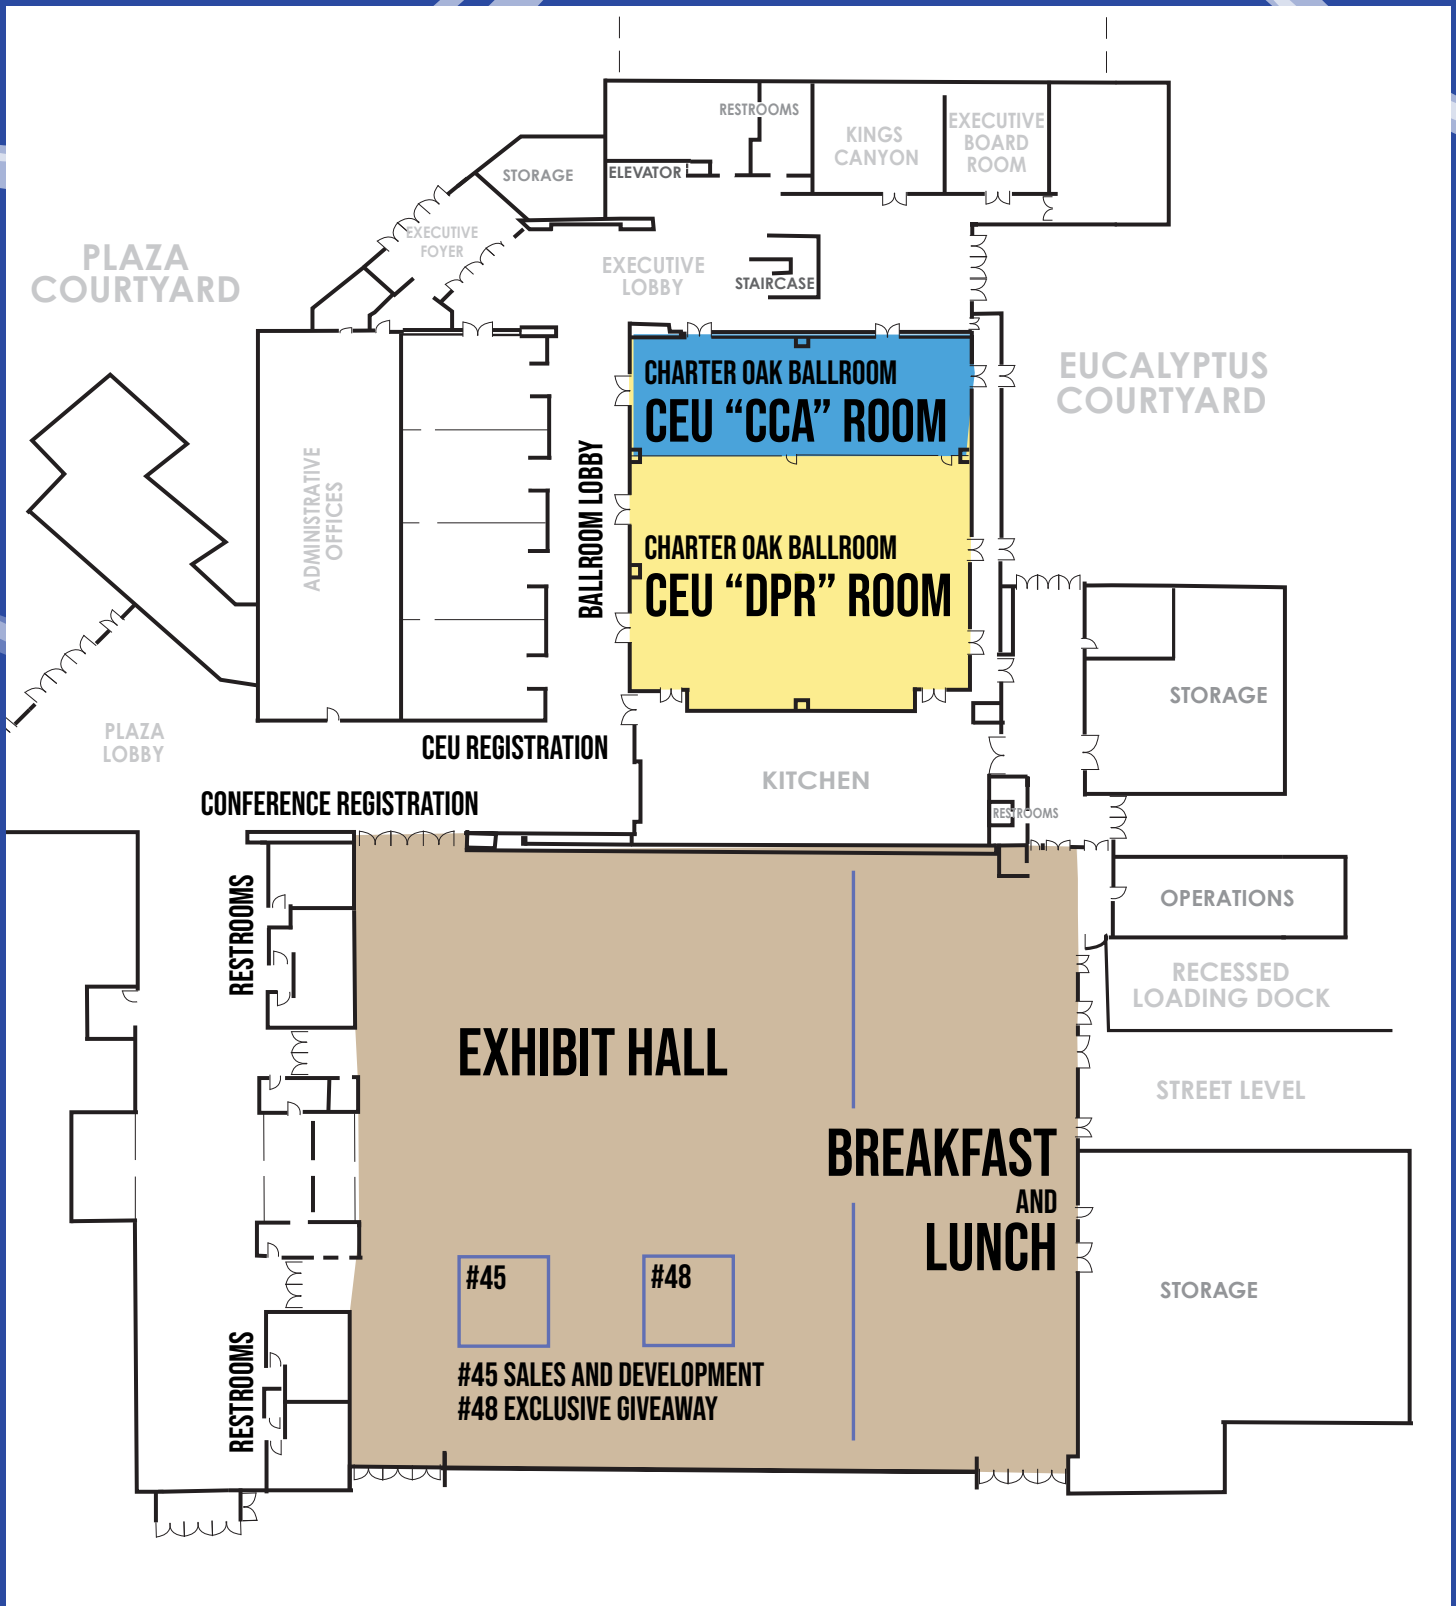 RESTROOMS
KINGS
CANYON
EXECUTIVE
BOARD
ROOM
STORAGE
ELEVATOR
EXECUTIVE
FOYER
PLAZA
COURTYARD
EXECUTIVE
LOBBY
STAIRCASE
EUCALYPTUS
COURTYARD
CHARTER OAK BALLROOM
CEU “CCA” ROOM
ADMINISTRATIVE
OFFICES
BALLROOM LOBBY
CHARTER OAK BALLROOM
CEU “DPR” ROOM
STORAGE
PLAZA
LOBBY
CEU REGISTRATION
KITCHEN
CONFERENCE REGISTRATION
RESTROOMS
RESTROOMS
OPERATIONS
RECESSED
LOADING DOCK
EXHIBIT HALL
STREET LEVEL
BREAKFAST
AND
LUNCH
#45
#48
STORAGE
RESTROOMS
#45 SALES AND DEVELOPMENT
#48 EXCLUSIVE GIVEAWAY